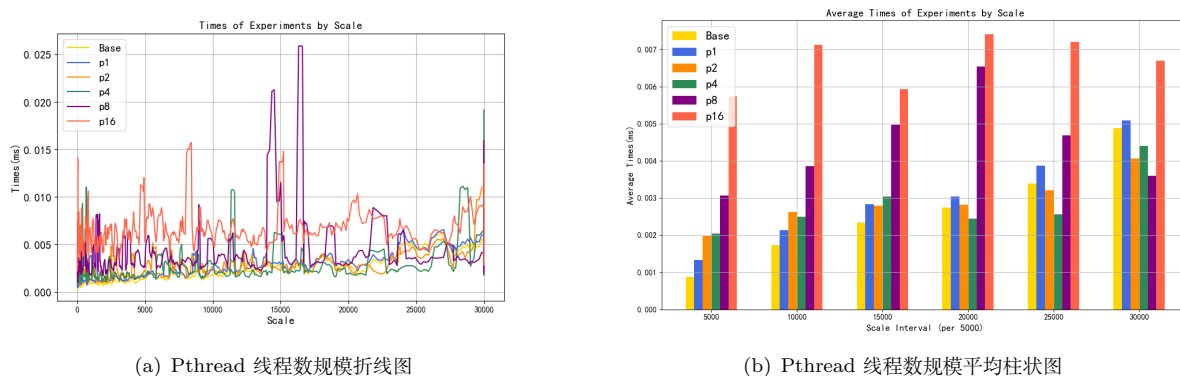 Times of Experiments by Scale
Base
p1
p2
p4
p8
p16
0.025
0.020
0.015
0.010
0.005
0.000
Times(ms)
0
5000
10000
15000
20000
25000
30000
Scale
(a) Pthread 线程数规模折线图
Average Times of Experiments by Scale
Base
p1
p2
p4
p8
p16
0.007
0.006
0.005
0.004
0.003
0.002
0.001
0.000
Average Times(ms)
5000
10000
15000
20000
25000
30000
Scale Interval (per 5000)
(b) Pthread 线程数规模平均柱状图